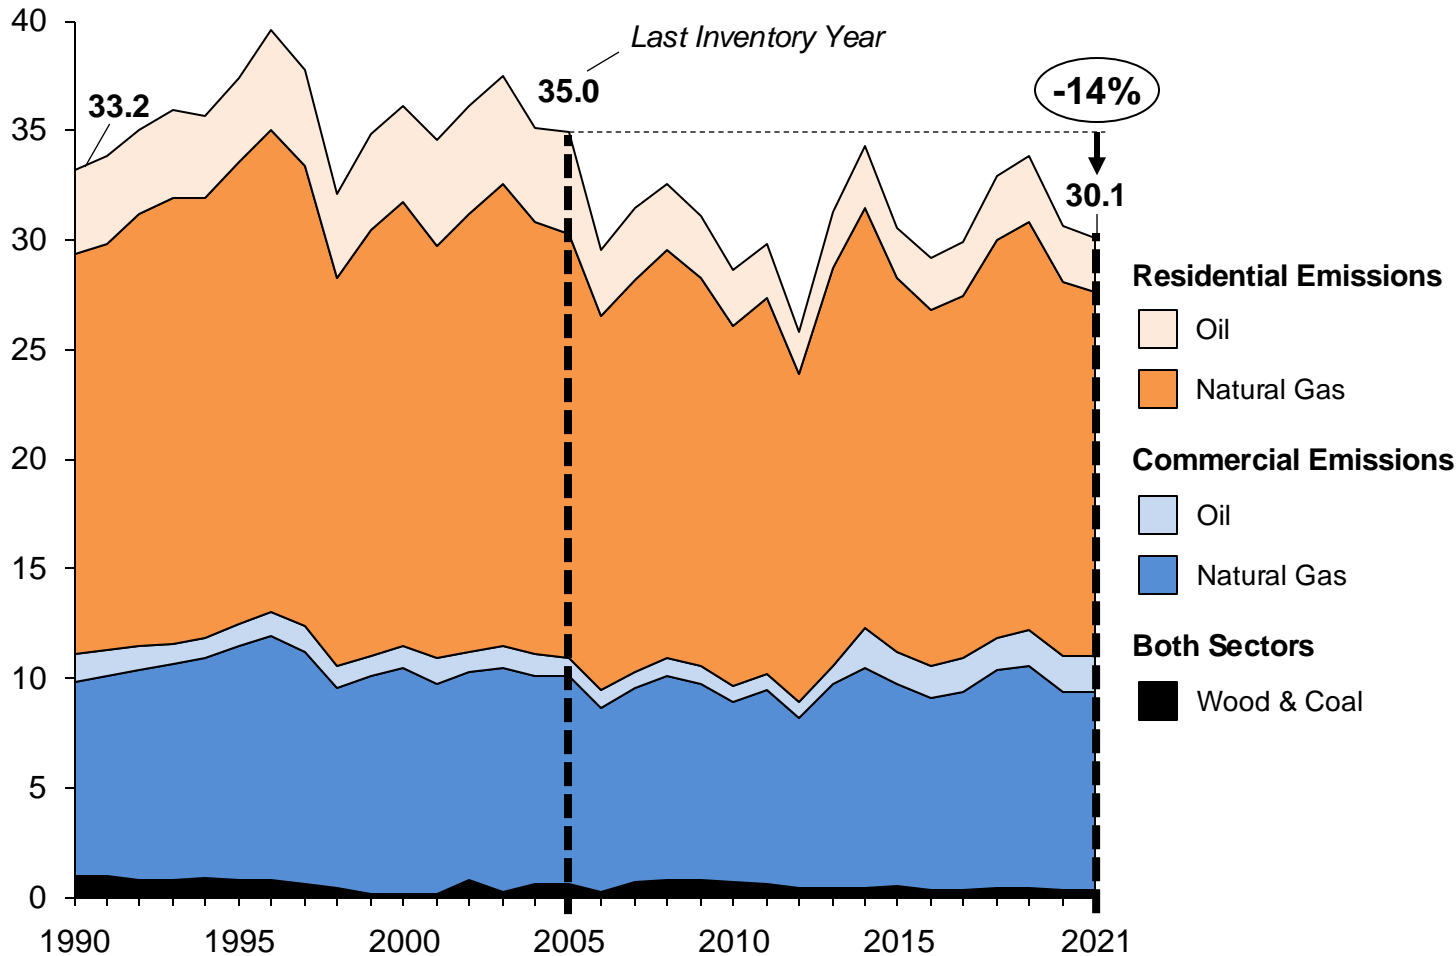 40
35
30
25
20
15
10
5
0
1990
1995
2000
2005
2010
2015
2021
33.2
Last Inventory Year
35.0
-14%
30.1
Residential Emissions
Oil
Natural Gas
Commercial Emissions
Oil
Natural Gas
Both Sectors
Wood & Coal